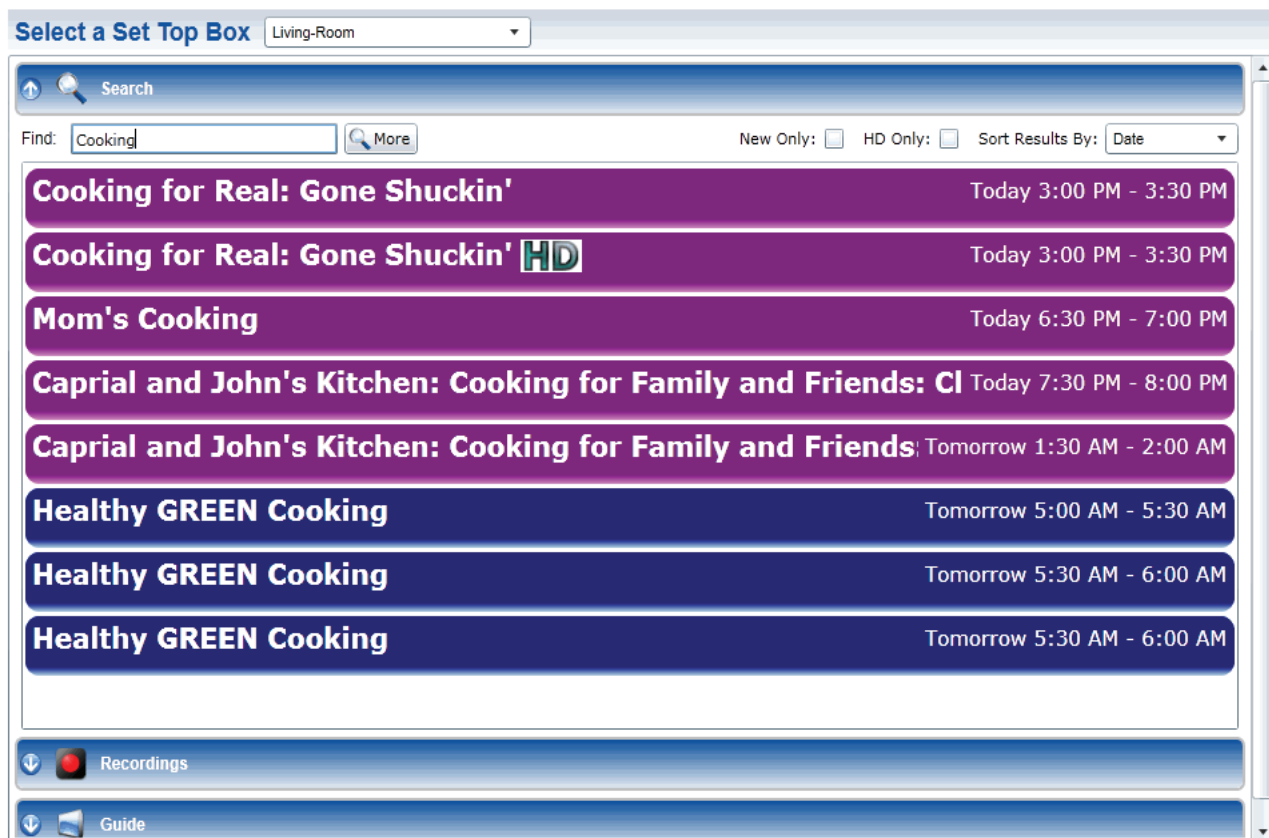 Select a Set Top Box Living-Room
Search
Find: Cooking More New Only: HD Only: Sort Results By: Date
Cooking for Real: Gone Shuckin' Today 3:00 PM - 3:30 PM
Cooking for Real: Gone Shuckin' HD Today 3:00 PM - 3:30 PM
Mom's Cooking Today 6:30 PM - 7:00 PM
Caprial and John's Kitchen: Cooking for Family and Friends: Cl Today 7:30 PM - 8:00 PM
Caprial and John's Kitchen: Cooking for Family and Friends: Tomorrow 1:30 AM - 2:00 AM
Healthy GREEN Cooking Tomorrow 5:00 AM - 5:30 AM
Healthy GREEN Cooking Tomorrow 5:30 AM - 6:00 AM
Healthy GREEN Cooking Tomorrow 5:30 AM - 6:00 AM
Recordings
Guide